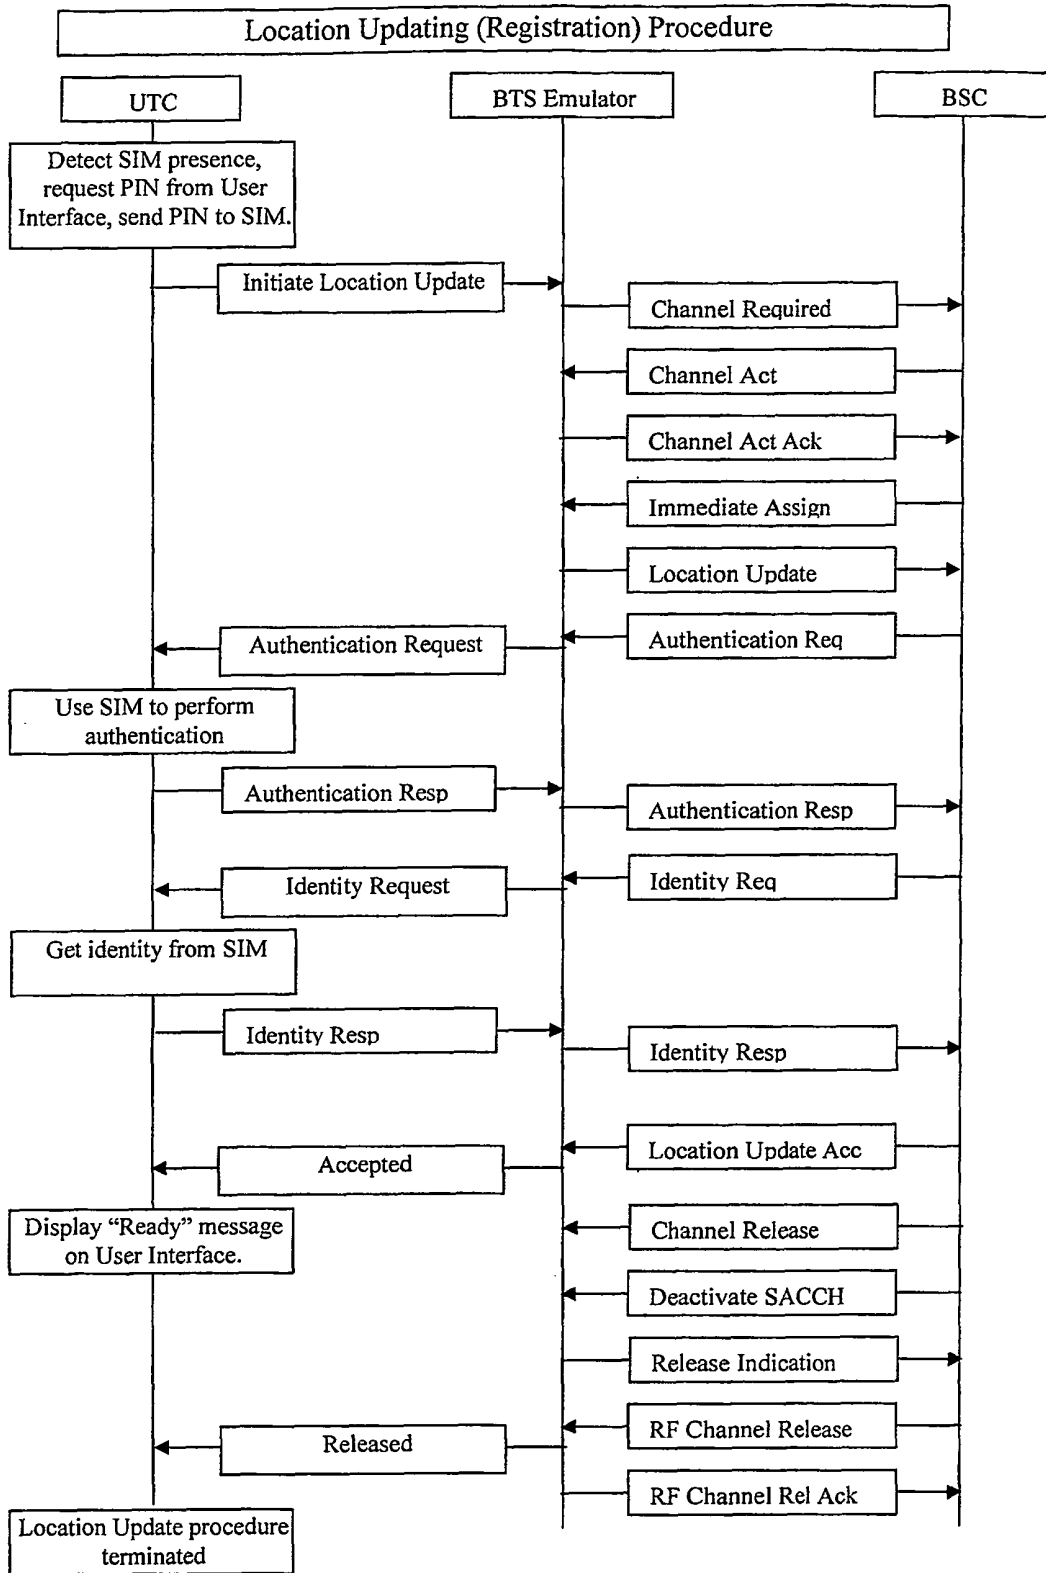 Location Updating (Registration) Procedure
UTC
BTS Emulator
BSC
Detect SIM presence,
request PIN from User
Interface, send PIN to SIM.
Initiate Location Update
Channel Required
Channel Act
Channel Act Ack
Immediate Assign
Location Update
Authentication Req
Authentication Request
Use SIM to perform
authentication
Authentication Resp
Authentication Resp
Identity Req
Identity Request
Get identity from SIM
Identity Resp
Identity Resp
Location Update Acc
Accepted
Display “Ready” message
on User Interface.
Channel Release
Deactivate SACCH
Release Indication
RF Channel Release
Released
RF Channel Rel Ack
Location Update procedure
terminated